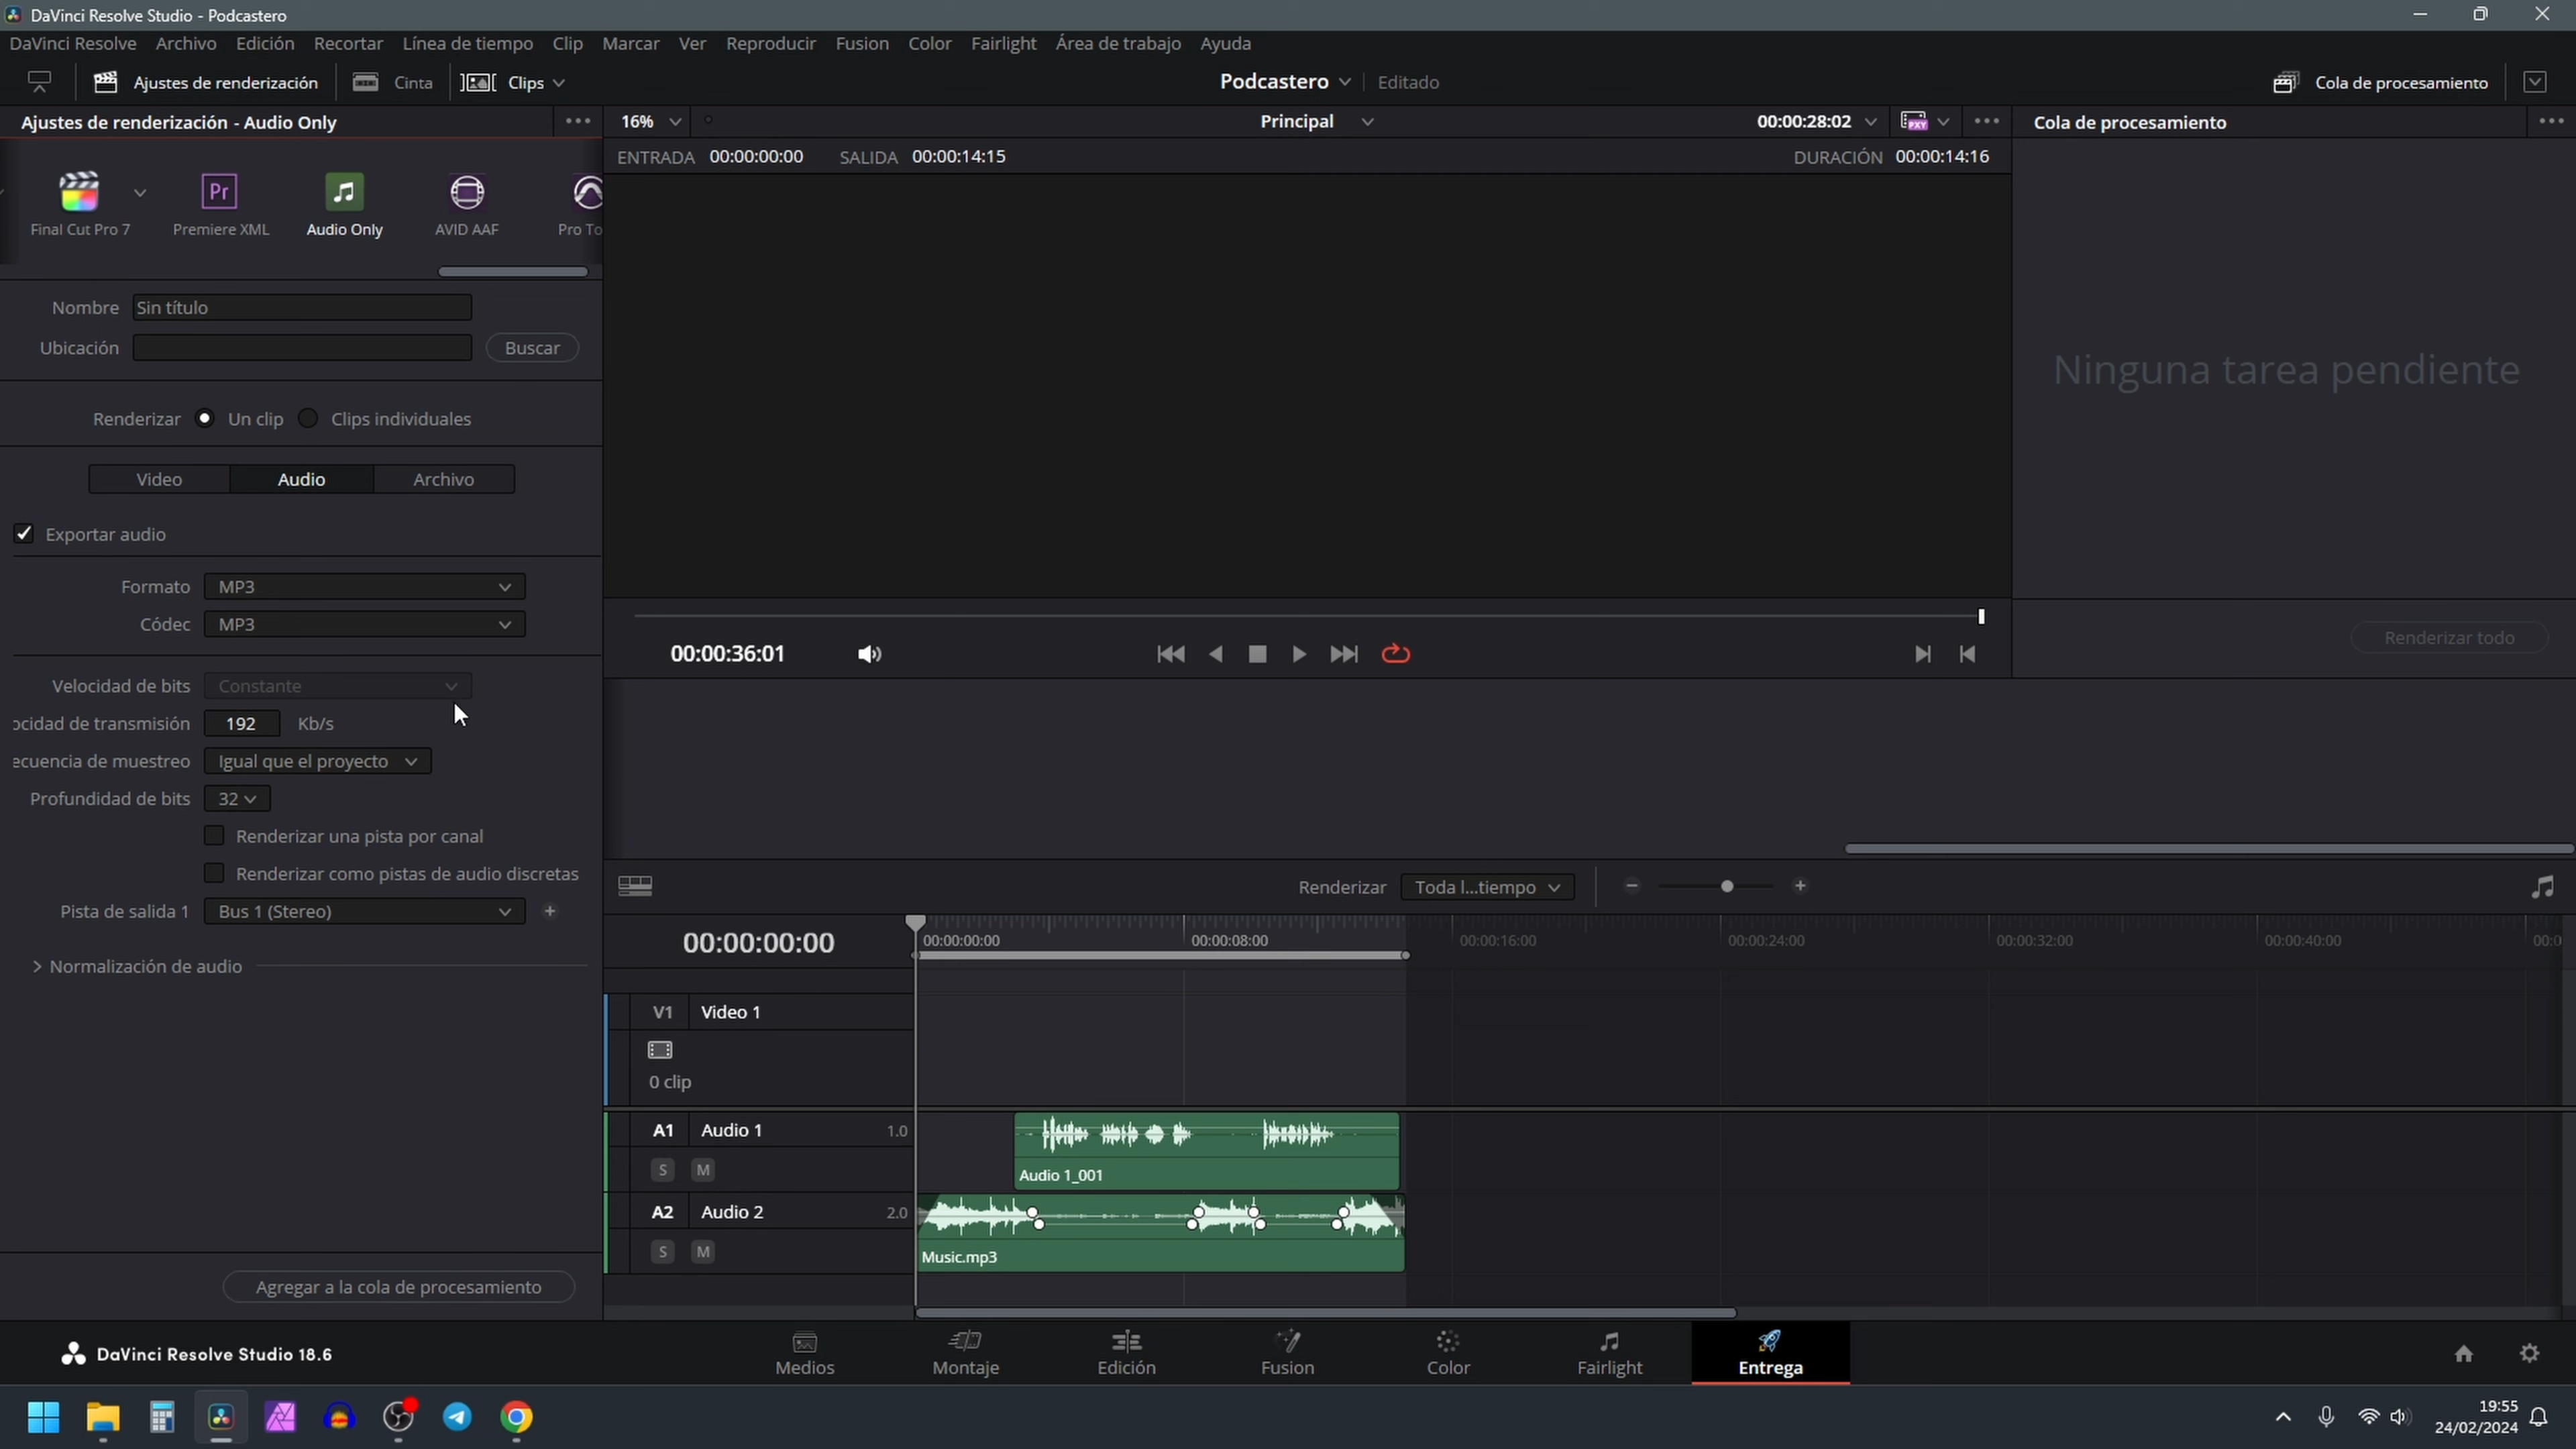 DaVinci Resolve Studio - Podcastero
DaVinci Resolve Archivo Edición Recortar Línea de tiempo Clip Marcar Ver Reproducir Fusion Color Fairlight Área de trabajo Ayuda
Ajustes de renderización Cinta Clips Podcastero Editado Cola de procesamiento
Ajustes de renderización - Audio Only 16% Principal 00:00:28:02 PXY Cola de procesamiento
ENTRADA 00:00:00:00 SALIDA 00:00:14:15 DURACIÓN 00:00:14:16
Pr
Final Cut Pro 7 Premiere XML Audio Only AVID AAF Pro To
Nombre Sin título
Ubicación Buscar
Ninguna tarea pendiente
Renderizar Un clip Clips individuales
Video Audio Archivo
Exportar audio
Formato MP3
Códec MP3
Renderizar todo
00:00:36:01
Velocidad de bits Constante
ocidad de transmisión 192 Kb/s
ecuencia de muestreo Igual que el proyecto
Profundidad de bits 32
Renderizar una pista por canal
Renderizar como pistas de audio discretas
Renderizar Toda l...tiempo
Pista de salida 1 Bus 1 (Stereo)
00:00:00:00 00:00:00:00 00:00:08:00 00:00:16:00 00:00:24:00 00:00:32:00 00:00:40:00 00:0
Normalización de audio
V1 Video 1
0 clip
A1 Audio 1 1.0
S M Audio 1_001
A2 Audio 2 2.0
S M Music.mp3
Agregar a la cola de procesamiento
DaVinci Resolve Studio 18.6
Medios Montaje Edición Fusion Color Fairlight Entrega
19:55
24/02/2024